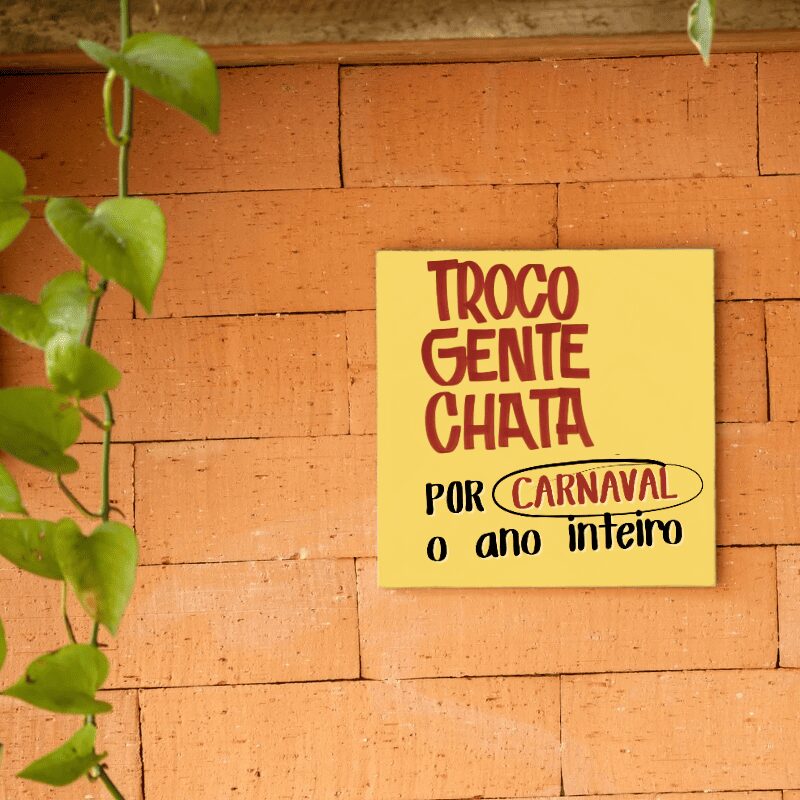 TROCO
GENTE
CHATA
POR CARNAVAL
o ano inteiro